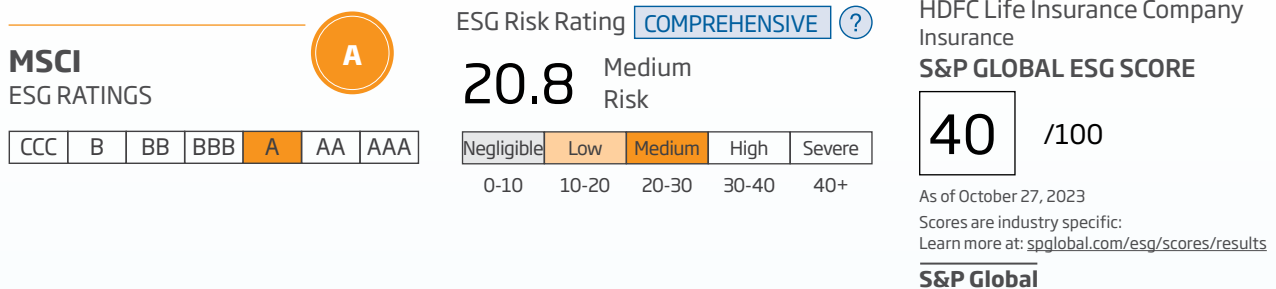 MSCI
ESG RATINGS
A
CCC B BB BBB A AA AAA
ESG Risk Rating COMPREHENSIVE ?
20.8 Medium
Risk
Negligible Low Medium High Severe
0-10 10-20 20-30 30-40 40+
HDFC Life Insurance Company
Insurance
S&P GLOBAL ESG SCORE
40 /100
As of October 27, 2023
Scores are industry specific:
Learn more at: spglobal.com/esg/scores/results
S&P Global